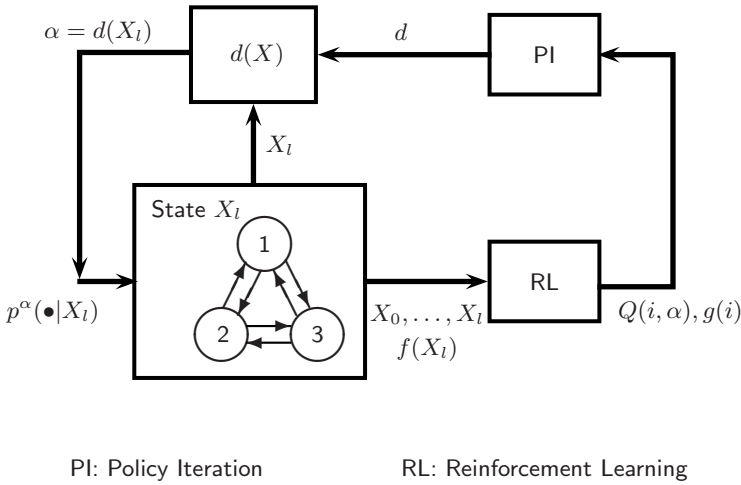 α = d(X_l)
d(X)
d
PI
X_l
State X_l
1
2
3
p^α(•|X_l)
X_0, . . . , X_l
f(X_l)
RL
Q(i, α), g(i)
PI: Policy Iteration
RL: Reinforcement Learning